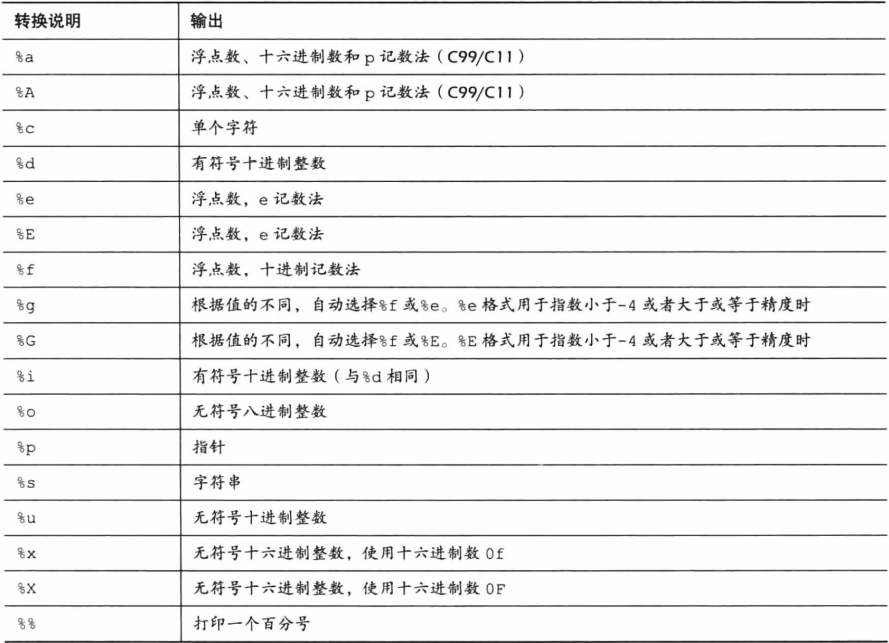 转换说明 输出
%a 浮点数、十六进制数和 p 记数法（C99/C11）
%A 浮点数、十六进制数和 p 记数法（C99/C11）
%c 单个字符
%d 有符号十进制整数
%e 浮点数，e 记数法
%E 浮点数，e 记数法
%f 浮点数，十进制记数法
%g 根据值的不同，自动选择%f 或%e。%e 格式用于指数小于-4 或者大于或等于精度时
%G 根据值的不同，自动选择%f 或%E。%E 格式用于指数小于-4 或者大于或等于精度时
%i 有符号十进制整数（与%d 相同）
%o 无符号八进制整数
%p 指针
%s 字符串
%u 无符号十进制整数
%x 无符号十六进制整数，使用十六进制数 0f
%X 无符号十六进制整数，使用十六进制数 0F
%% 打印一个百分号